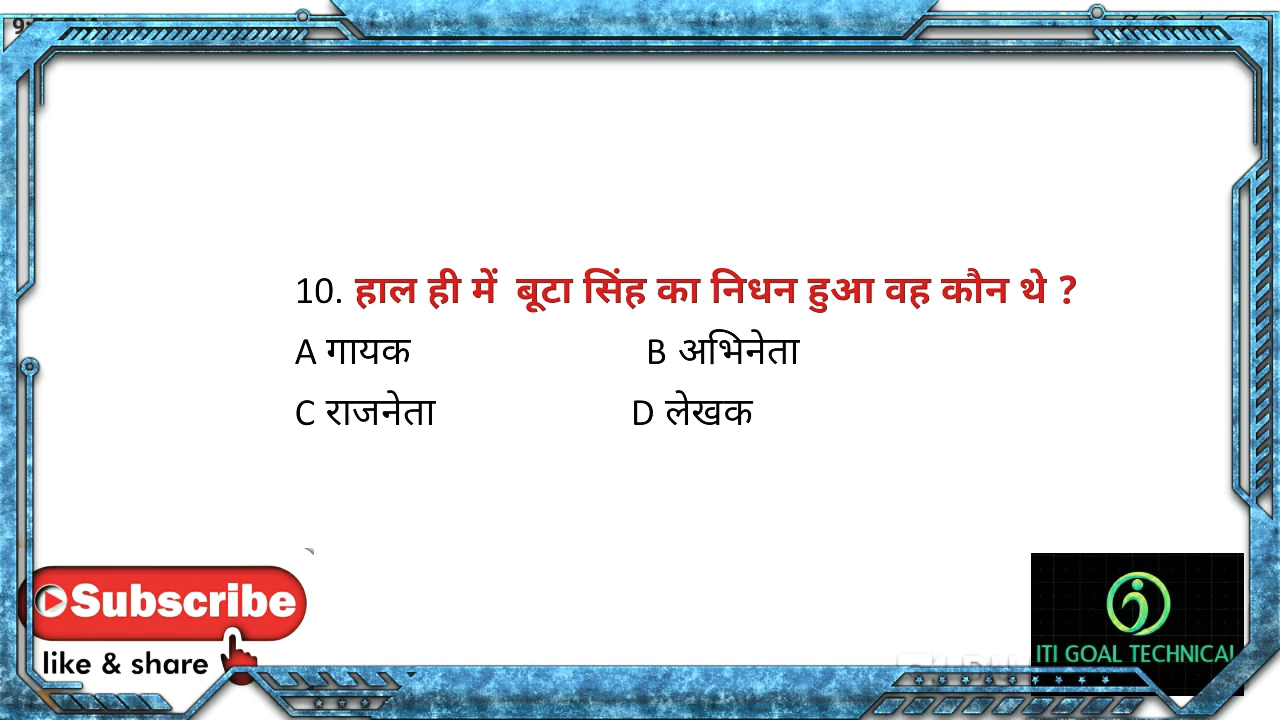 10. हाल ही में बूटा सिंह का निधन हुआ वह कौन थे ?
A गायक B अभिनेता
C राजनेता D लेखक
Subscribe
like & share
ITI GOAL TECHNICAL